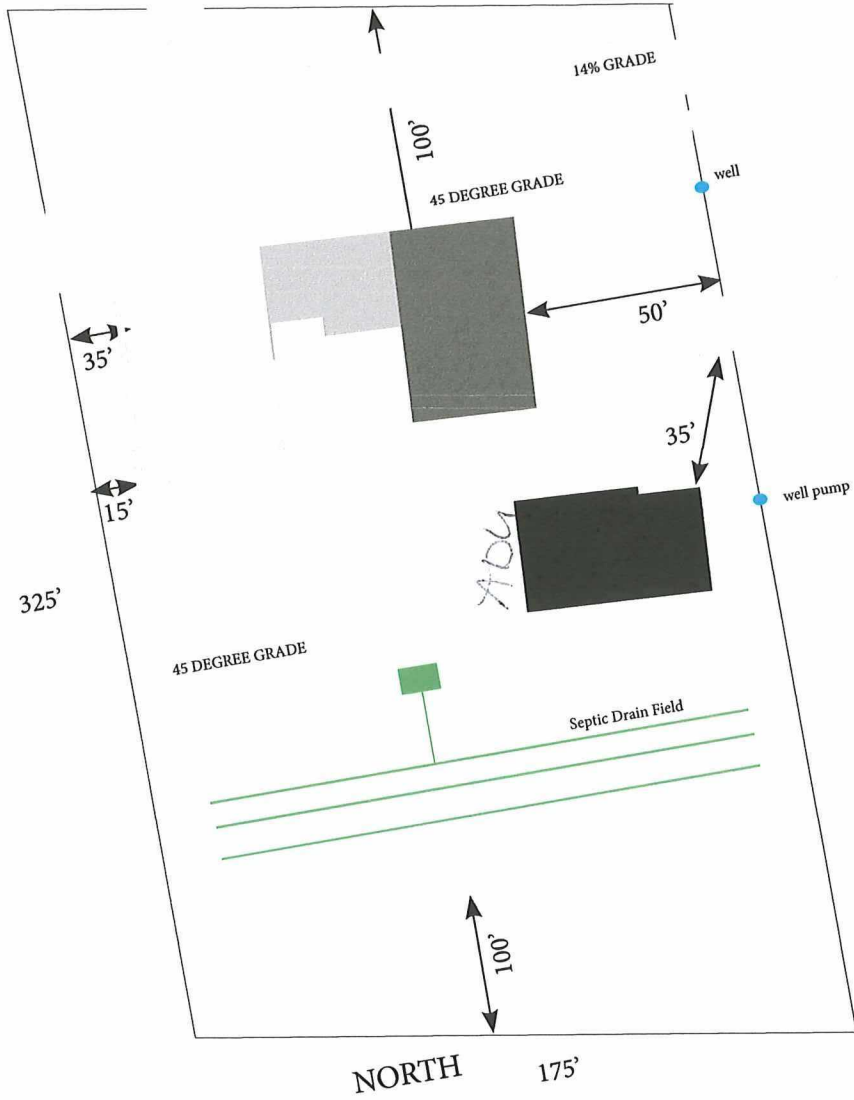 14% GRADE
100'
well
45 DEGREE GRADE
50'
35'
35'
15'
well pump
ADU
325'
45 DEGREE GRADE
Septic Drain Field
100'
NORTH
175'